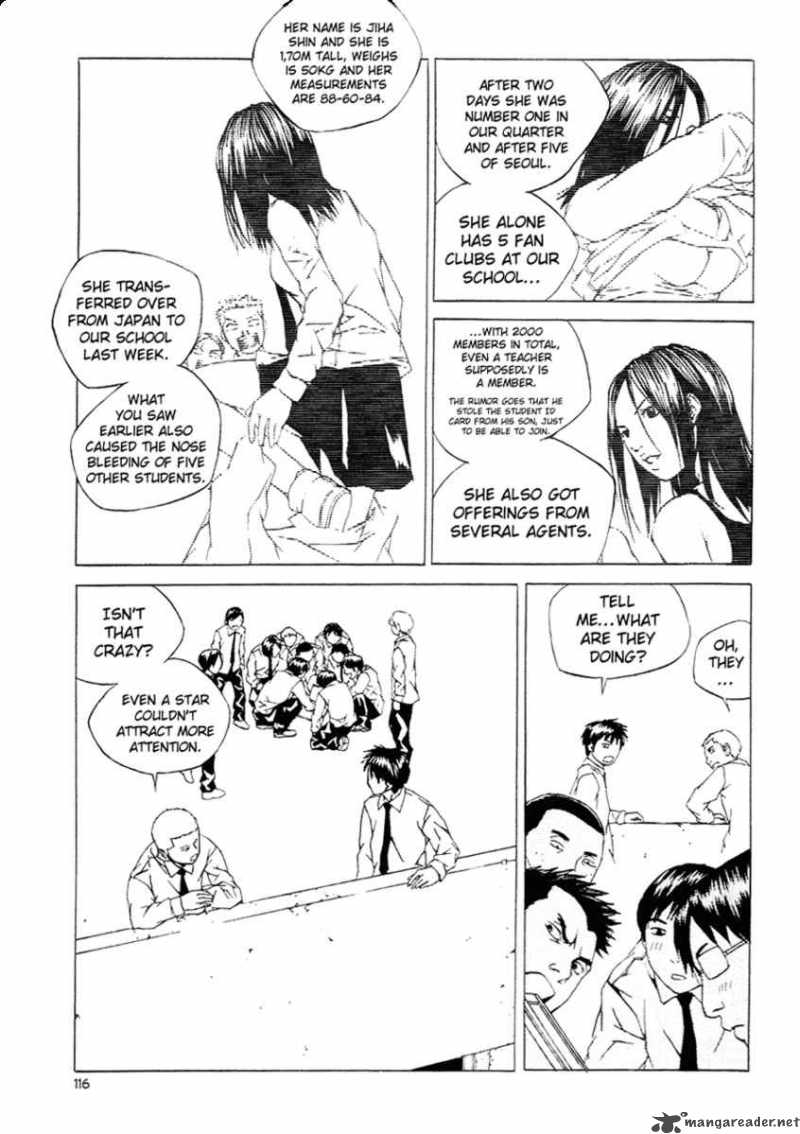 HER NAME IS JIHA
SHIN AND SHE IS
1,70M TALL, WEIGHS
IS 50KG AND HER
MEASUREMENTS
ARE 88-60-84.
SHE TRANS-
FERRED OVER
FROM JAPAN TO
OUR SCHOOL
LAST WEEK.
WHAT
YOU SAW
EARLIER ALSO
CAUSED THE NOSE
BLEEDING OF FIVE
OTHER STUDENTS.
AFTER TWO
DAYS SHE WAS
NUMBER ONE IN
OUR QUARTER
AND AFTER FIVE
OF SEOUL.
SHE ALONE
HAS 5 FAN
CLUBS AT OUR
SCHOOL...
...WITH 2000
MEMBERS IN TOTAL,
EVEN A TEACHER
SUPPOSEDLY IS
A MEMBER.
THE RUMOR GOES THAT HE
STOLE THE STUDENT ID
CARD FROM HIS SON, JUST
TO BE ABLE TO JOIN.
SHE ALSO GOT
OFFERINGS FROM
SEVERAL AGENTS.
ISN'T
THAT
CRAZY?
EVEN A STAR
COULDN'T
ATTRACT MORE
ATTENTION.
TELL
ME...WHAT
ARE THEY
DOING?
OH,
THEY
...
116
mangareader.net